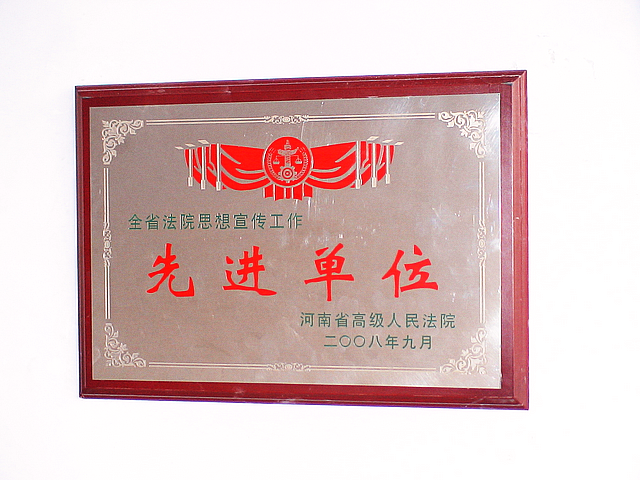 全省法院思想宣传工作
先进单位
河南省高级人民法院
二〇〇八年九月